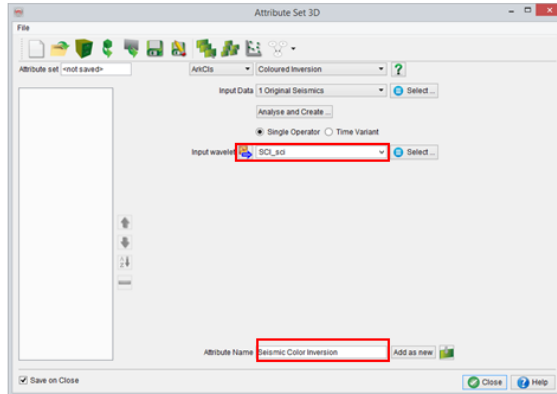 Attribute Set 3D
File
Attribute set <not saved> ArkCls Coloured Inversion ?
Input Data 1 Original Seismics Select ...
Analyse and Create ...
Single Operator Time Variant
Input wavelet SCI_sci Select ...
Attribute Name Seismic Color Inversion Add as new
Save on Close Close Help